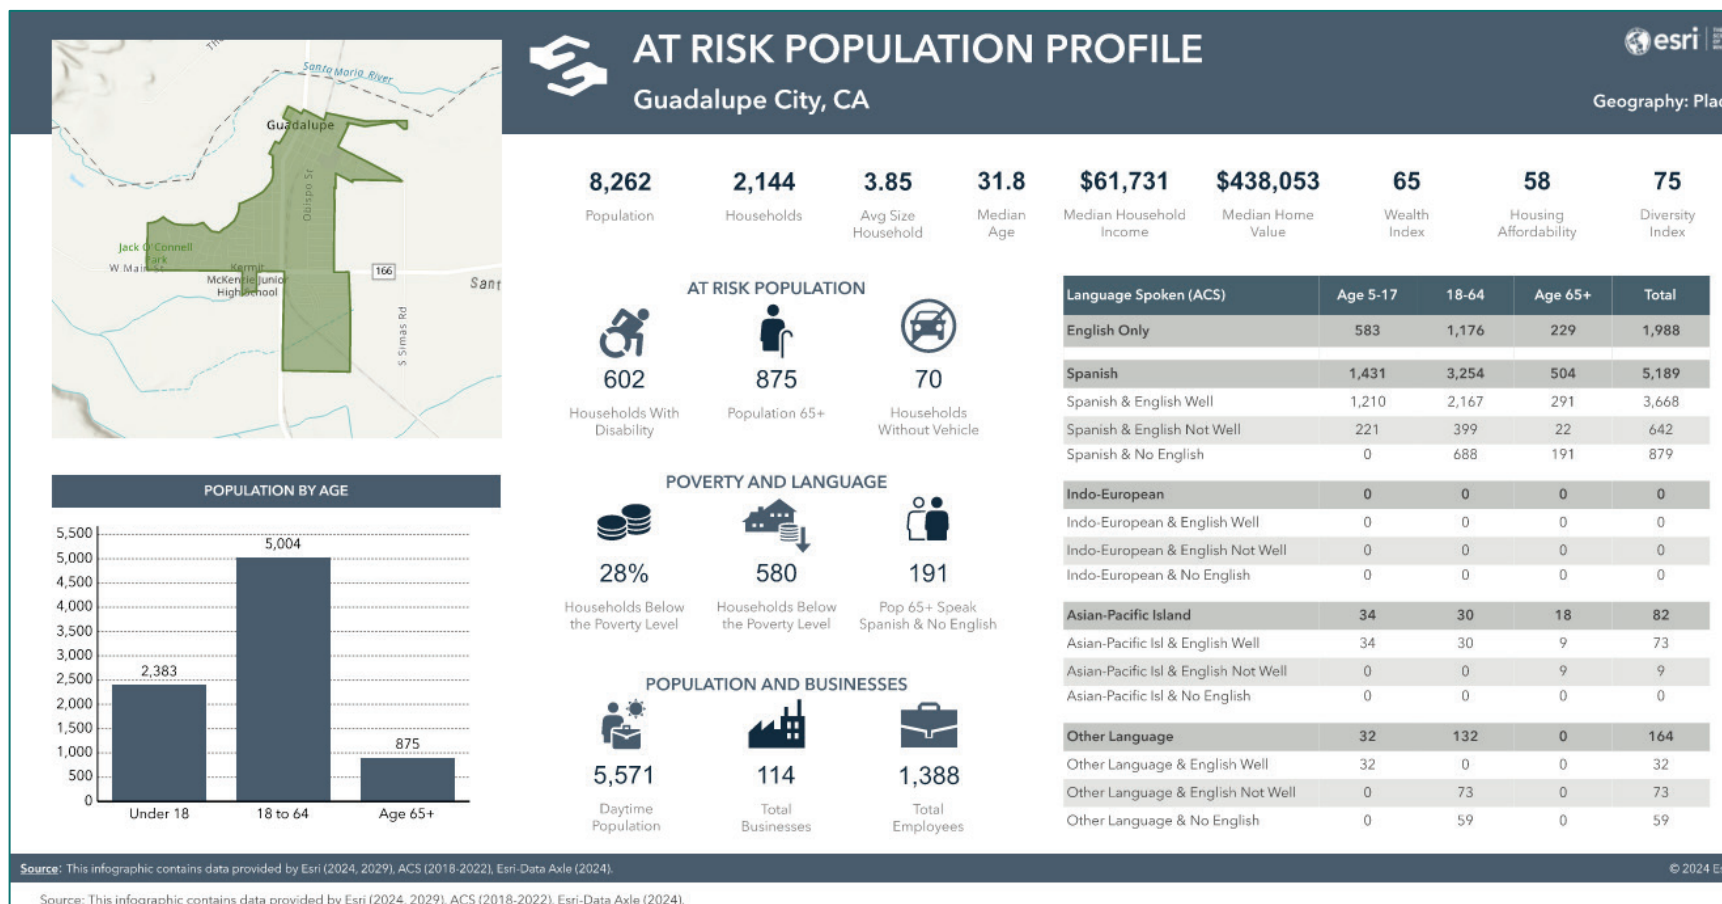 AT RISK POPULATION PROFILE
Guadalupe City, CA
esri
Geography: Plac
Santa Maria River
Guadalupe
Obispo St
Jack O'Connell
Park
W Main St
Kermit
McKenzie Junior
High School
166
Sant
S Simas Rd
8,262
Population
2,144
Households
3.85
Avg Size
Household
31.8
Median
Age
$61,731
Median Household
Income
$438,053
Median Home
Value
65
Wealth
Index
58
Housing
Affordability
75
Diversity
Index
POPULATION BY AGE
5,500
5,000
4,500
4,000
3,500
3,000
2,500
2,000
1,500
1,000
500
0
2,383
5,004
875
Under 18
18 to 64
Age 65+
AT RISK POPULATION
602
Households With
Disability
875
Population 65+
70
Households
Without Vehicle
POVERTY AND LANGUAGE
28%
Households Below
the Poverty Level
580
Households Below
the Poverty Level
191
Pop 65+ Speak
Spanish & No English
POPULATION AND BUSINESSES
5,571
Daytime
Population
114
Total
Businesses
1,388
Total
Employees
Language Spoken (ACS) Age 5-17 18-64 Age 65+ Total
English Only 583 1,176 229 1,988
Spanish 1,431 3,254 504 5,189
Spanish & English Well 1,210 2,167 291 3,668
Spanish & English Not Well 221 399 22 642
Spanish & No English 0 688 191 879
Indo-European 0 0 0 0
Indo-European & English Well 0 0 0 0
Indo-European & English Not Well 0 0 0 0
Indo-European & No English 0 0 0 0
Asian-Pacific Island 34 30 18 82
Asian-Pacific Isl & English Well 34 30 9 73
Asian-Pacific Isl & English Not Well 0 0 9 9
Asian-Pacific Isl & No English 0 0 0 0
Other Language 32 132 0 164
Other Language & English Well 32 0 0 32
Other Language & English Not Well 0 73 0 73
Other Language & No English 0 59 0 59
Source: This infographic contains data provided by Esri (2024, 2029), ACS (2018-2022), Esri-Data Axle (2024).
© 2024 Es
Source: This infographic contains data provided by Esri (2024, 2029), ACS (2018-2022), Esri-Data Axle (2024).